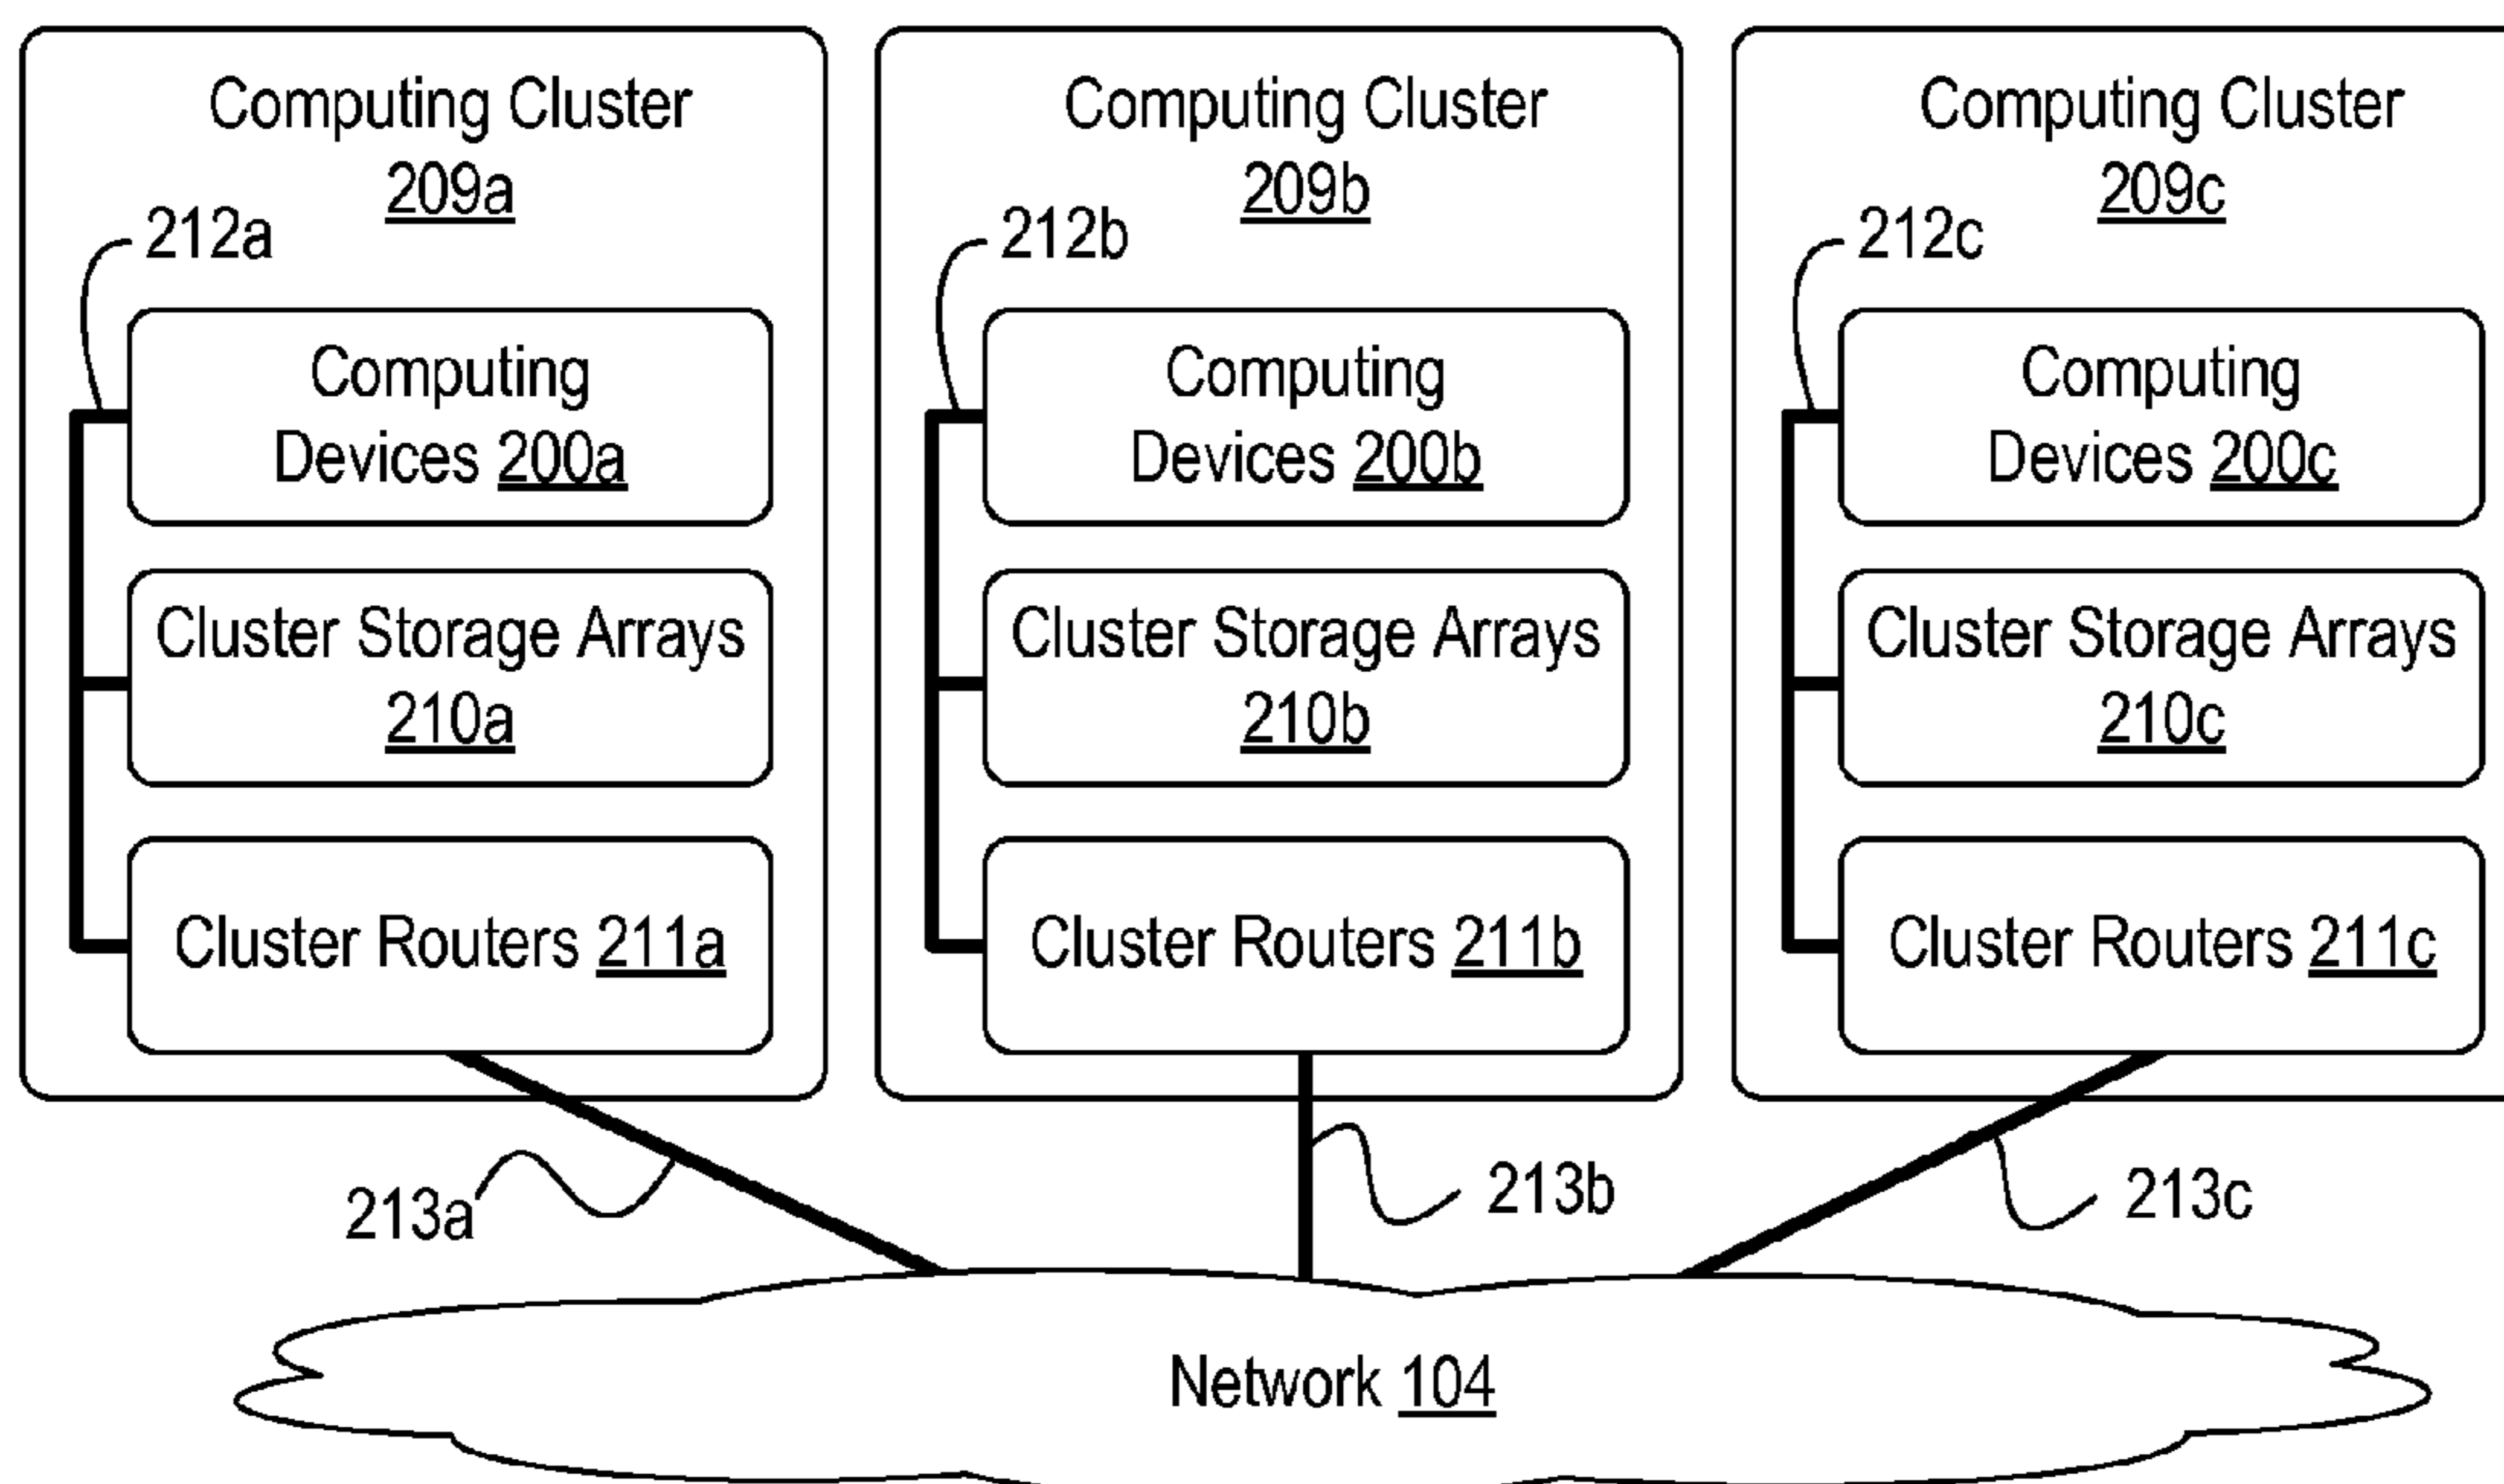 Computing Cluster
209a
212a
Computing
Devices 200a
Cluster Storage Arrays
210a
Cluster Routers 211a
Computing Cluster
209b
212b
Computing
Devices 200b
Cluster Storage Arrays
210b
Cluster Routers 211b
Computing Cluster
209c
212c
Computing
Devices 200c
Cluster Storage Arrays
210c
Cluster Routers 211c
213a
213b
213c
Network 104